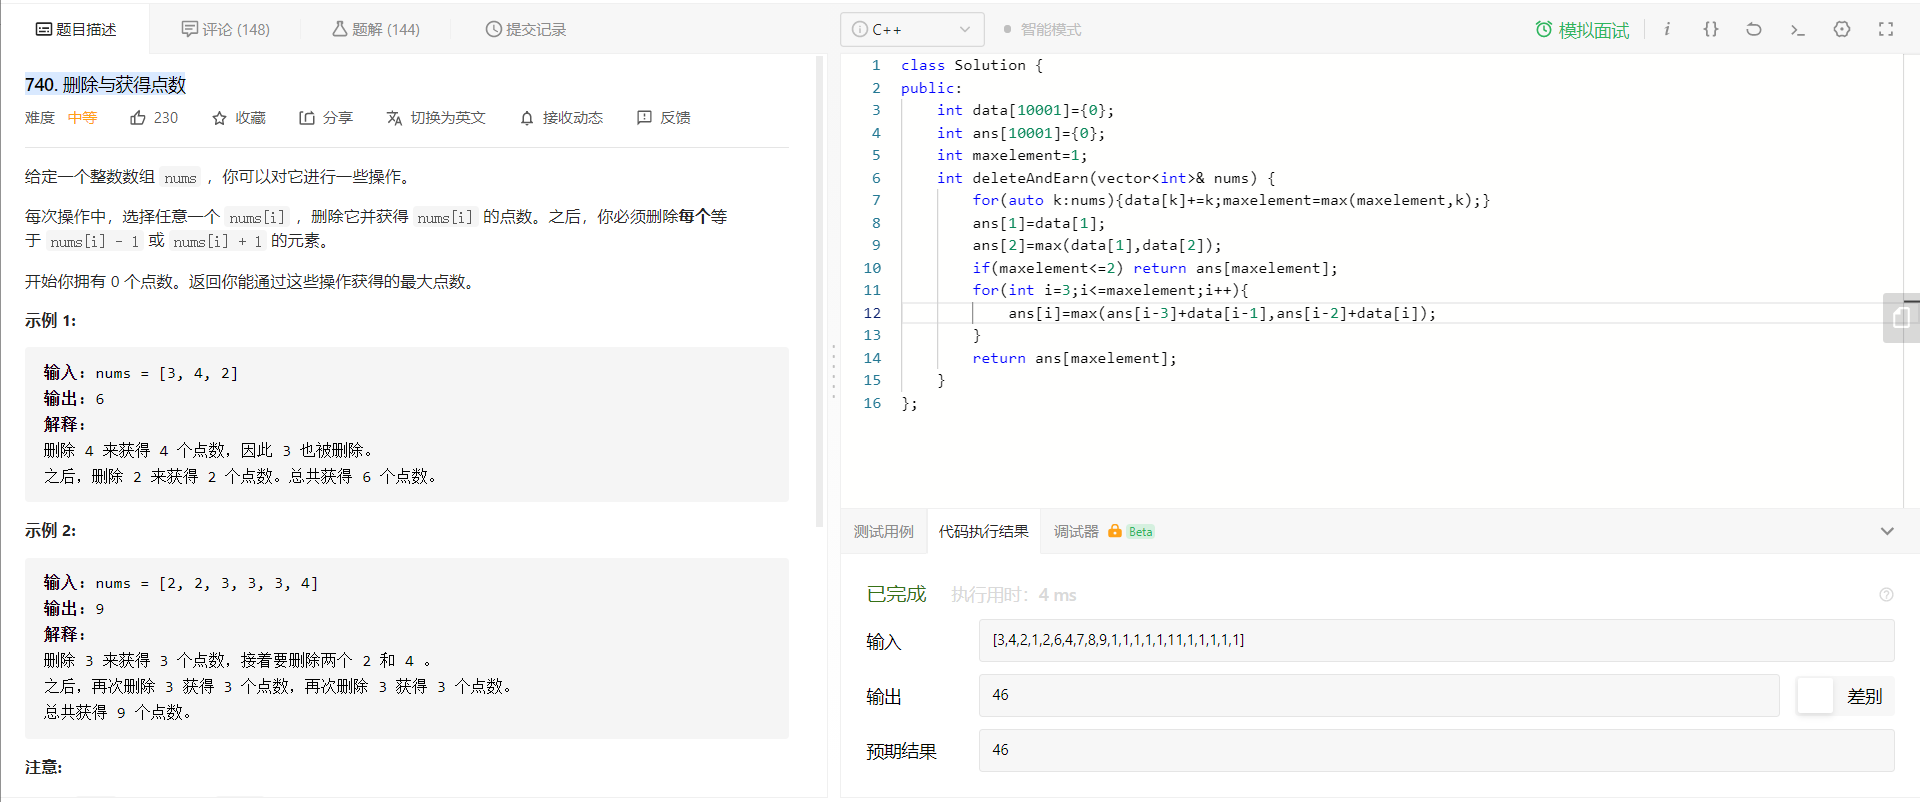 题目描述
评论 (148)
题解 (144)
提交记录
740. 删除与获得点数
难度 中等 230 收藏 分享 切换为英文 接收动态 反馈
给定一个整数数组 nums ，你可以对它进行一些操作。
每次操作中，选择任意一个 nums[i] ，删除它并获得 nums[i] 的点数。之后，你必须删除每个等
于 nums[i] - 1 或 nums[i] + 1 的元素。
开始你拥有 0 个点数。返回你能通过这些操作获得的最大点数。
示例 1:
输入: nums = [3, 4, 2]
输出: 6
解释:
删除 4 来获得 4 个点数，因此 3 也被删除。
之后，删除 2 来获得 2 个点数。总共获得 6 个点数。
示例 2:
输入: nums = [2, 2, 3, 3, 3, 4]
输出: 9
解释:
删除 3 来获得 3 个点数，接着要删除两个 2 和 4 。
之后，再次删除 3 获得 3 个点数，再次删除 3 获得 3 个点数。
总共获得 9 个点数。
注意:
C++
智能模式
模拟面试
1 class Solution {
2 public:
3     int data[10001]={0};
4     int ans[10001]={0};
5     int maxelement=1;
6     int deleteAndEarn(vector<int>& nums) {
7         for(auto k:nums){data[k]+=k;maxelement=max(maxelement,k);}
8         ans[1]=data[1];
9         ans[2]=max(data[1],data[2]);
10         if(maxelement<=2) return ans[maxelement];
11         for(int i=3;i<=maxelement;i++){
12             ans[i]=max(ans[i-3]+data[i-1],ans[i-2]+data[i]);
13         }
14         return ans[maxelement];
15     }
16 };
测试用例 代码执行结果 调试器 Beta
已完成 执行用时: 4 ms
输入 [3,4,2,1,2,6,4,7,8,9,1,1,1,1,1,11,1,1,1,1,1]
输出 46 差别
预期结果 46